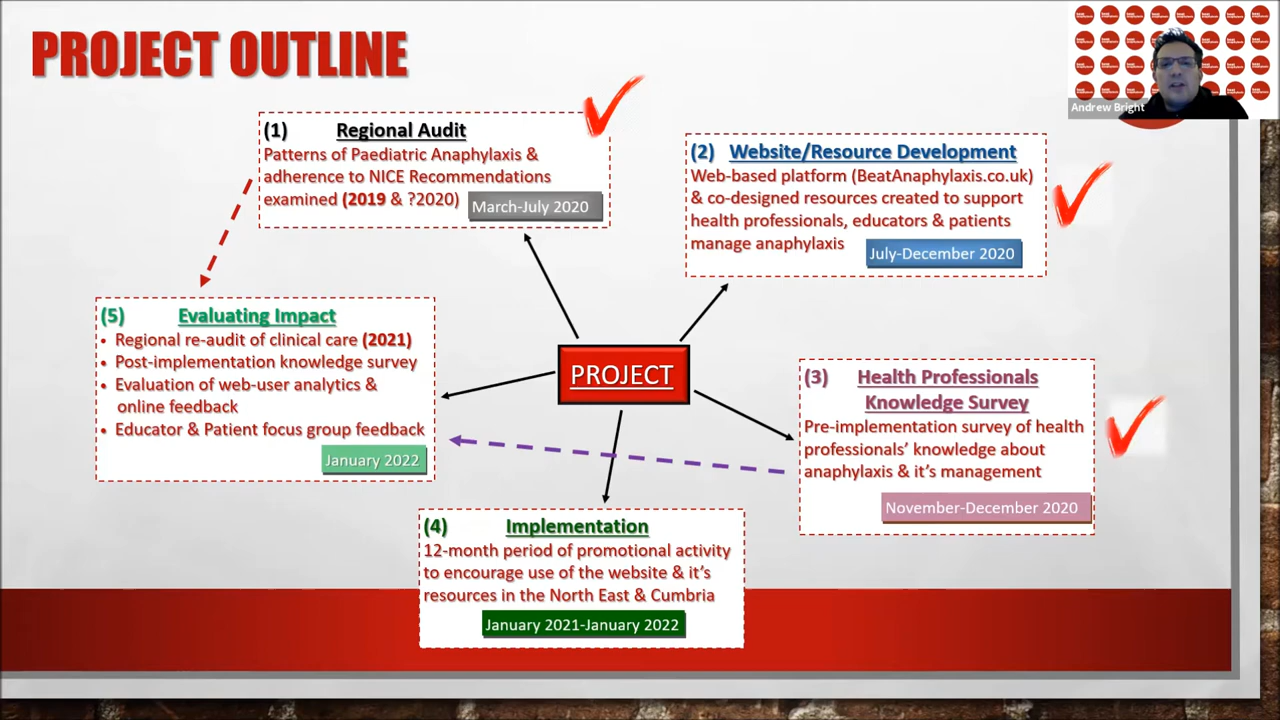 PROJECT OUTLINE
Andrew Bright
(1) Regional Audit
Patterns of Paediatric Anaphylaxis &
adherence to NICE Recommendations
examined (2019 & ?2020)
March-July 2020
(2) Website/Resource Development
Web-based platform (BeatAnaphylaxis.co.uk)
& co-designed resources created to support
health professionals, educators & patients
manage anaphylaxis
July-December 2020
(5) Evaluating Impact
• Regional re-audit of clinical care (2021)
• Post-implementation knowledge survey
• Evaluation of web-user analytics &
online feedback
• Educator & Patient focus group feedback
January 2022
PROJECT
(3) Health Professionals
Knowledge Survey
Pre-implementation survey of health
professionals' knowledge about
anaphylaxis & it's management
November-December 2020
(4) Implementation
12-month period of promotional activity
to encourage use of the website & it's
resources in the North East & Cumbria
January 2021-January 2022